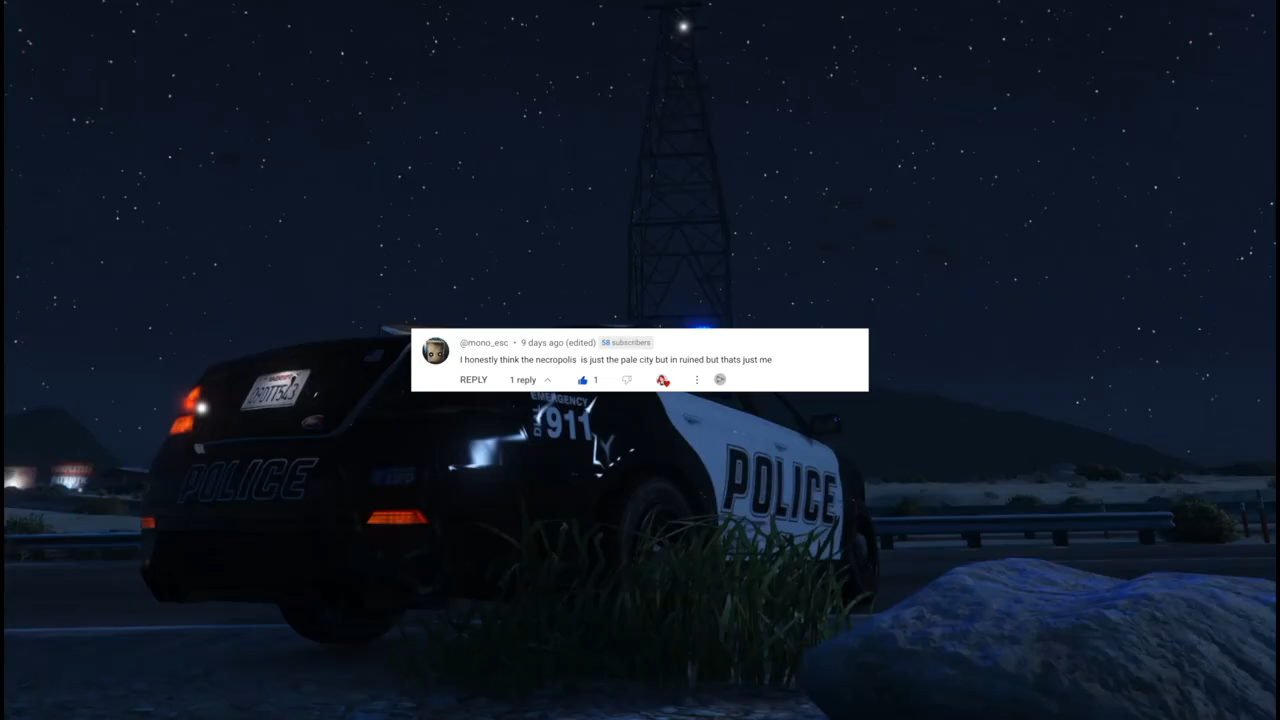 @mono_esc • 9 days ago (edited) 58 subscribers
I honestly think the necropolis is just the pale city but in ruined but thats just me
REPLY 1 reply 1
EMERGENCY
DIAL 911
POLICE
POLICE